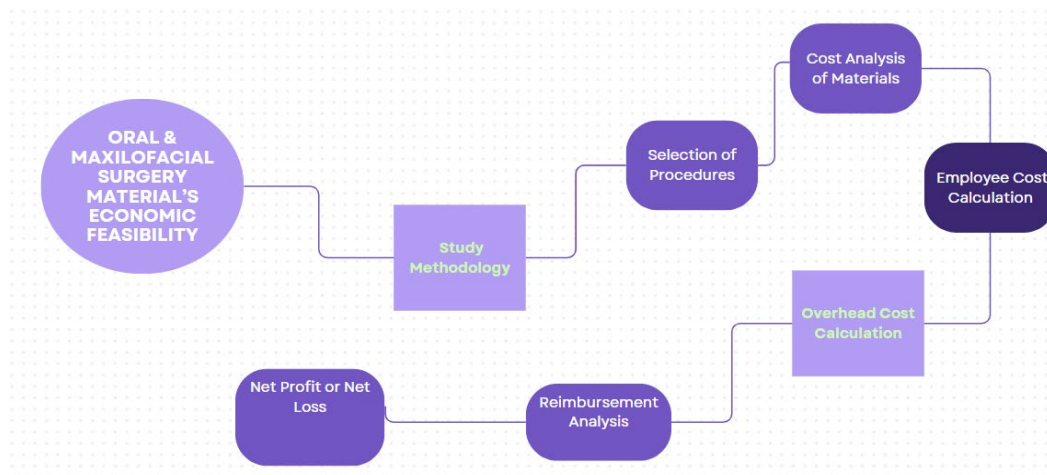 ORAL &
MAXILOFACIAL
SURGERY
MATERIAL'S
ECONOMIC
FEASIBILITY
Study
Methodology
Selection of
Procedures
Cost Analysis
of Materials
Employee Cost
Calculation
Overhead Cost
Calculation
Reimbursement
Analysis
Net Profit or Net
Loss